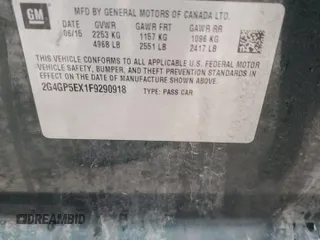 GM
MFD BY GENERAL MOTORS OF CANADA LTD.
DATE GVWR GAWR FRT GAWR RR
06/15 2253 KG 1157 KG 1096 KG
4968 LB 2551 LB 2417 LB
THIS VEHICLE CONFORMS TO ALL APPLICABLE U.S. FEDERAL MOTOR
VEHICLE SAFETY, BUMPER, AND THEFT PREVENTION STANDARDS
IN EFFECT ON THE DATE OF MANUFACTURE SHOWN ABOVE.
2G4GP5EX1F9290918 TYPE: PASS CAR
DREAMBID